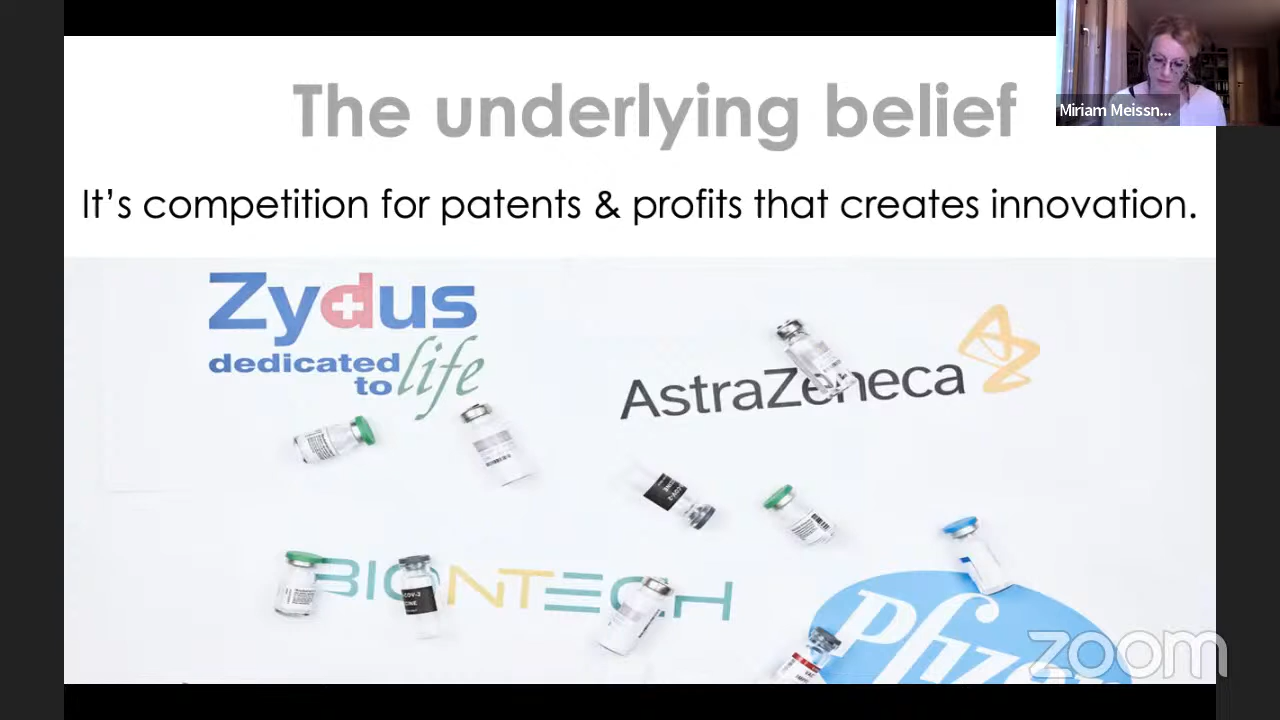 The underlying belief
Miriam Meissn...
It's competition for patents & profits that creates innovation.
Zydus
dedicated
to life
AstraZeneca
BIONTECH
Pfizer
zoom